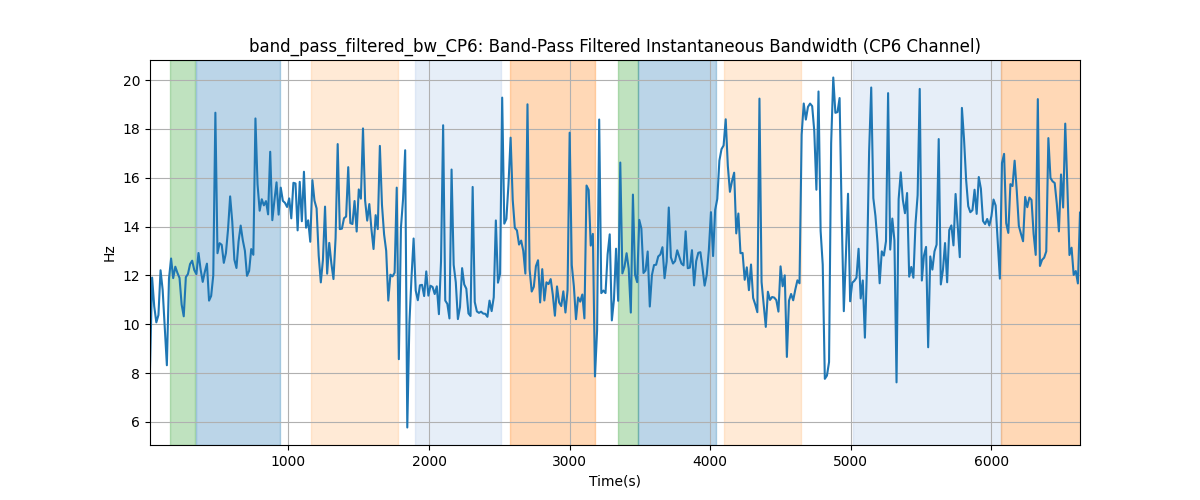 band_pass_filtered_bw_CP6: Band-Pass Filtered Instantaneous Bandwidth (CP6 Channel)
20
18
16
14
12
10
8
6
Hz
1000 2000 3000 4000 5000 6000
Time(s)